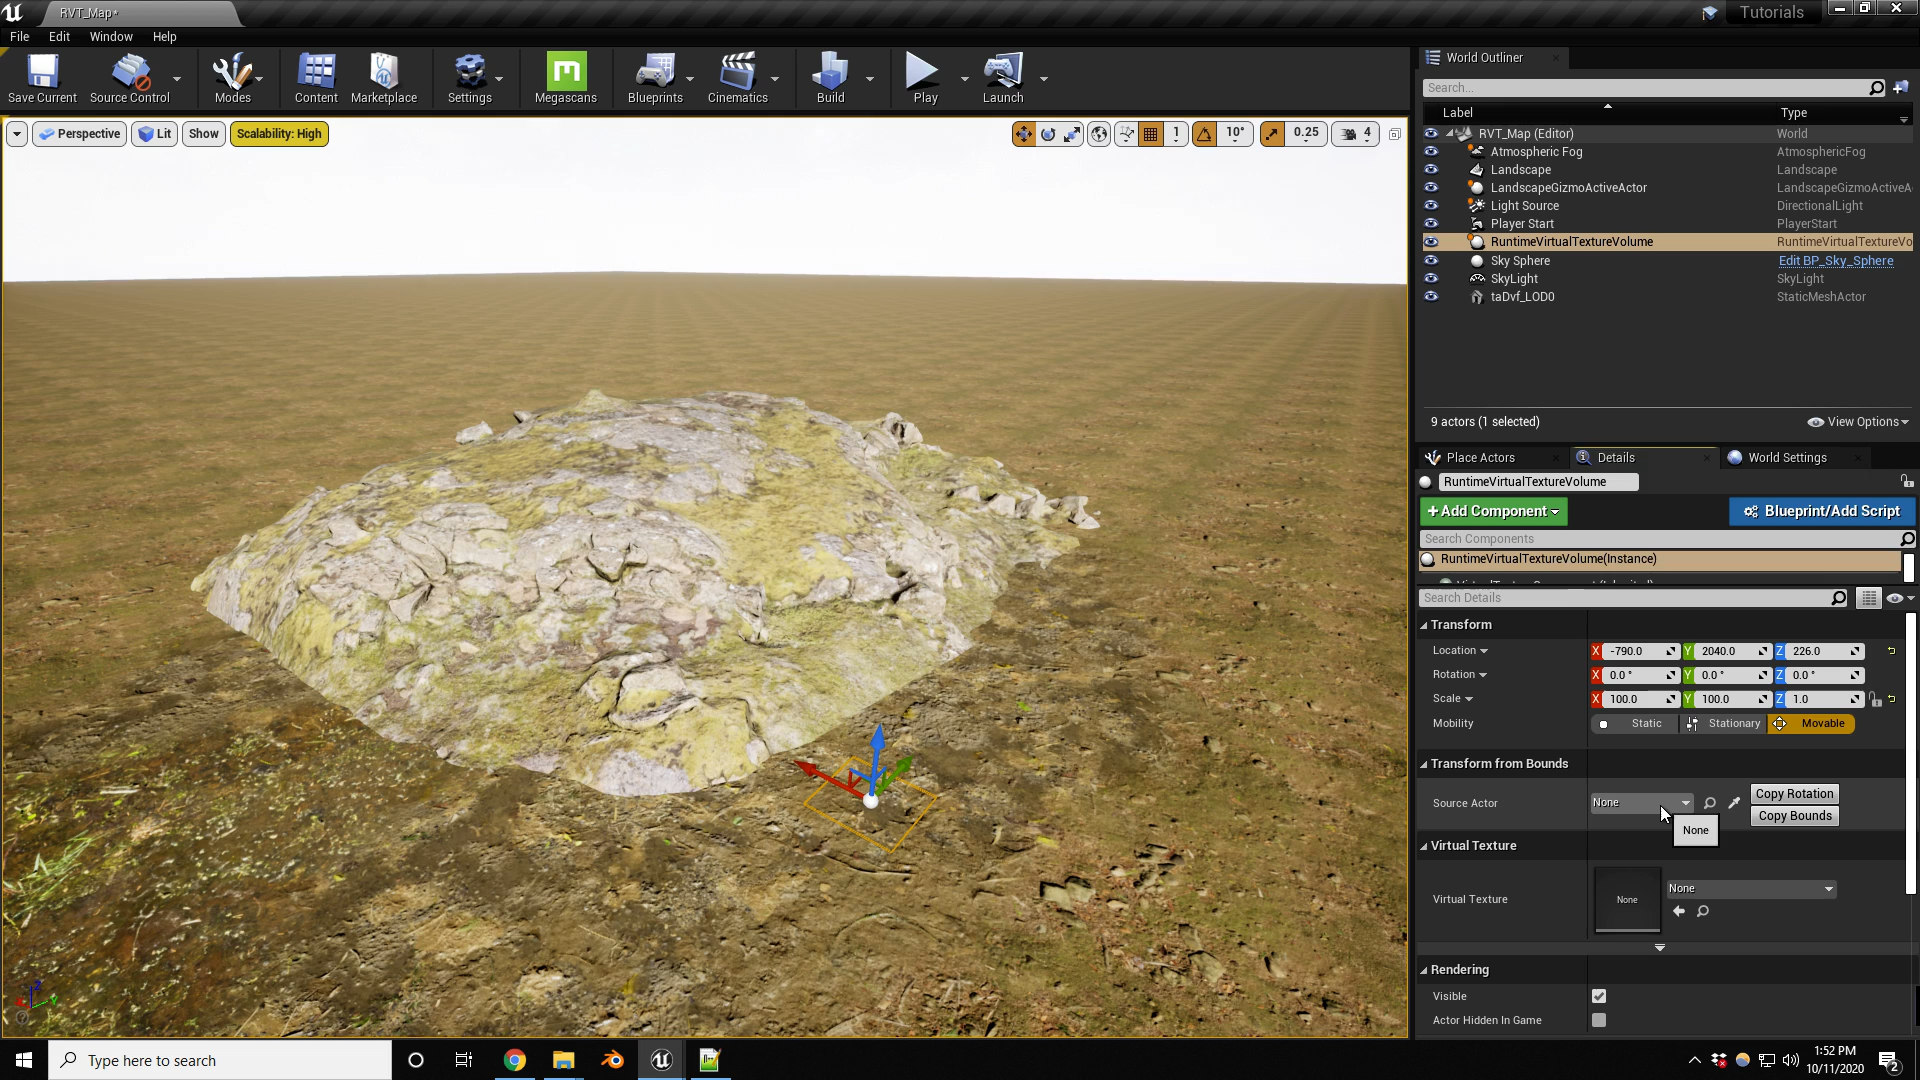 RVT_Map*
Tutorials
File Edit Window Help
Save Current
Source Control
Modes
Content
Marketplace
Settings
Megascans
Blueprints
Cinematics
Build
Play
Launch
Perspective
Lit
Show
Scalability: High
1
10°
0.25
4
World Outliner
Search...
Label Type
RVT_Map (Editor) World
Atmospheric Fog AtmosphericFog
Landscape Landscape
LandscapeGizmoActiveActor LandscapeGizmoActiveA
Light Source DirectionalLight
Player Start PlayerStart
RuntimeVirtualTextureVolume RuntimeVirtualTextureVo
Sky Sphere Edit BP_Sky_Sphere
SkyLight SkyLight
taDvf_LOD0 StaticMeshActor
9 actors (1 selected)
View Options
Place Actors
Details
World Settings
RuntimeVirtualTextureVolume
+Add Component
Blueprint/Add Script
Search Components
RuntimeVirtualTextureVolume(Instance)
Search Details
Transform
Location X -790.0 Y 2040.0 Z 226.0
Rotation X 0.0 ° Y 0.0 ° Z 0.0 °
Scale X 100.0 Y 100.0 Z 1.0
Mobility Static Stationary Movable
Transform from Bounds
Source Actor None
Copy Rotation
Copy Bounds
None
Virtual Texture
Virtual Texture None None
Rendering
Visible
Actor Hidden In Game
X Y Z
Type here to search
1:52 PM
10/11/2020
2